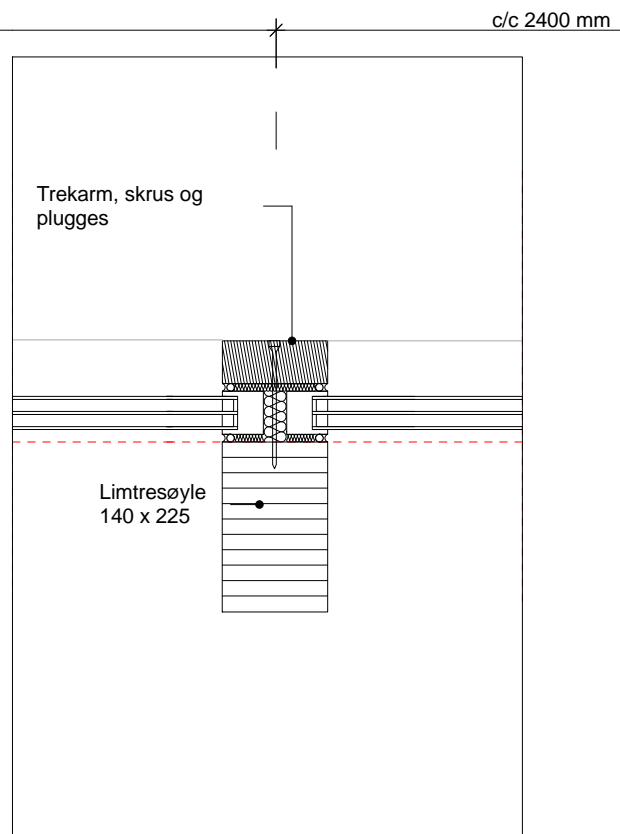 c/c 2400 mm
Trekarm, skrus og
plugges
Limtresøyle
140 x 225